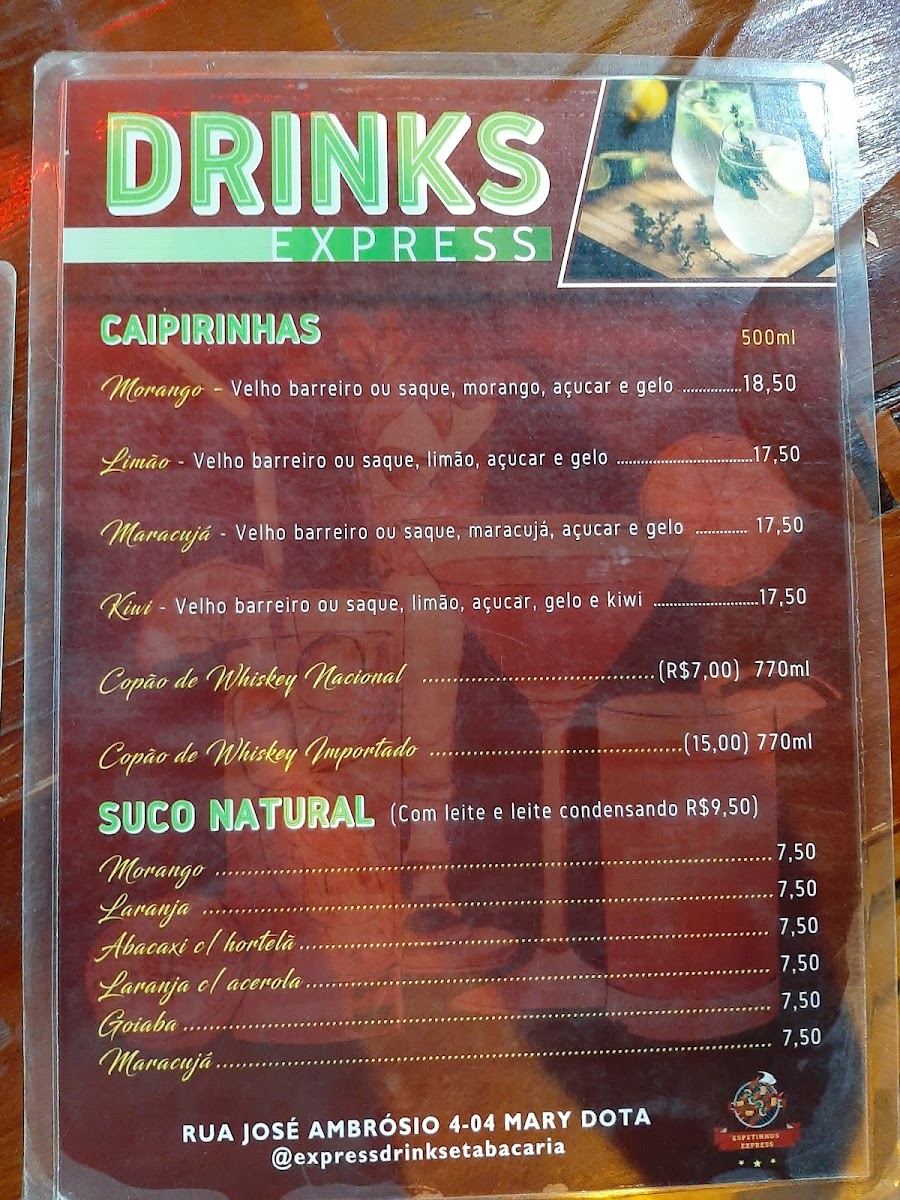 DRINKS
EXPRESS
CAIPIRINHAS 500ml
Morango - Velho barreiro ou saque, morango, açucar e gelo ..............18,50
Limão - Velho barreiro ou saque, limão, açucar e gelo ................................17,50
Maracujá - Velho barreiro ou saque, maracujá, açucar e gelo ............ 17,50
Kiwi - Velho barreiro ou saque, limão, açucar, gelo e kiwi .........................17,50
Copão de Whiskey Nacional ....................................(R$7,00) 770ml
Copão de Whiskey Importado .......................................(15,00) 770ml
SUCO NATURAL (Com leite e leite condensando R$9,50)
Morango ........................................................................ 7,50
Laranja ........................................................................ 7,50
Abacaxi c/ hortelã ........................................................................ 7,50
Laranja c/ acerola ........................................................................ 7,50
Goiaba ........................................................................ 7,50
Maracujá ........................................................................ 7,50
RUA JOSÉ AMBRÓSIO 4-04 MARY DOTA
@expressdrinksetabacaria
ESPETINHOS
EXPRESS